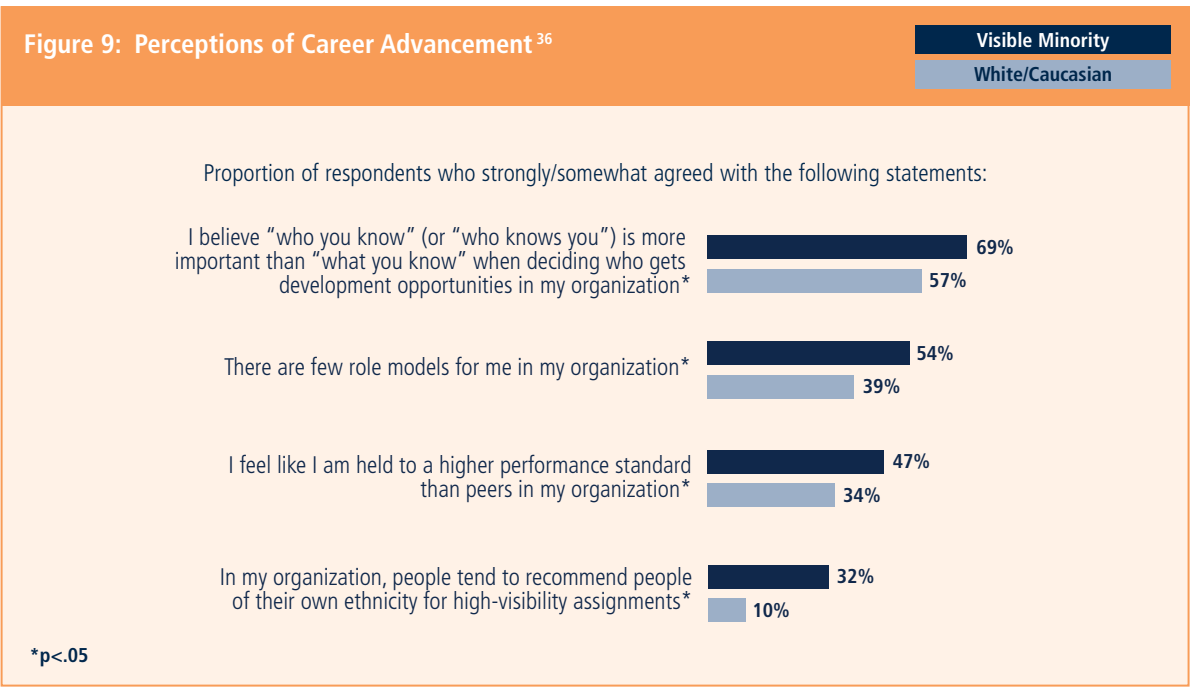 Figure 9: Perceptions of Career Advancement 36
Visible Minority
White/Caucasian
Proportion of respondents who strongly/somewhat agreed with the following statements:
I believe “who you know” (or “who knows you”) is more
important than “what you know” when deciding who gets
development opportunities in my organization*
69%
57%
There are few role models for me in my organization*
54%
39%
I feel like I am held to a higher performance standard
than peers in my organization*
47%
34%
In my organization, people tend to recommend people
of their own ethnicity for high-visibility assignments*
32%
10%
*p<.05